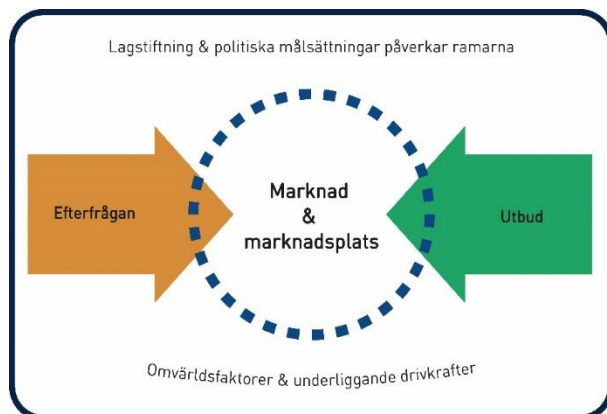 Lagstiftning & politiska målsättningar påverkar ramarna
Efterfrågan
Marknad
&
marknadsplats
Utbud
Omvärldsfaktorer & underliggande drivkrafter